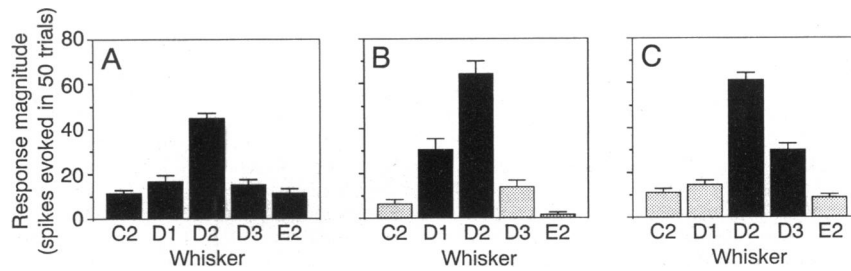 Response magnitude
(spikes evoked in 50 trials)
80
60
40
20
0
A
C2 D1 D2 D3 E2
Whisker
B
C2 D1 D2 D3 E2
Whisker
C
C2 D1 D2 D3 E2
Whisker